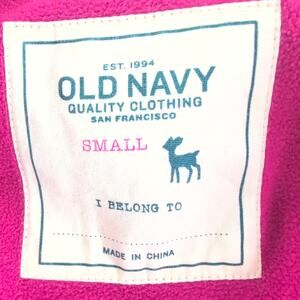 EST. 1994
OLD NAVY
QUALITY CLOTHING
SAN FRANCISCO
SMALL
I BELONG TO
MADE IN CHINA